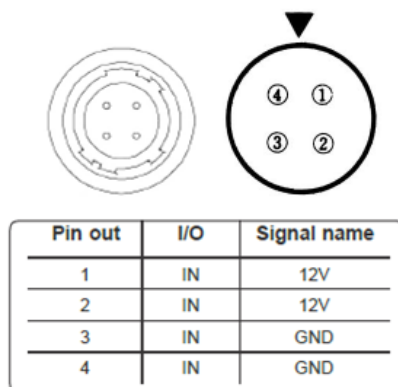 ④ ①
③ ②
Pin out I/O Signal name
1 IN 12V
2 IN 12V
3 IN GND
4 IN GND